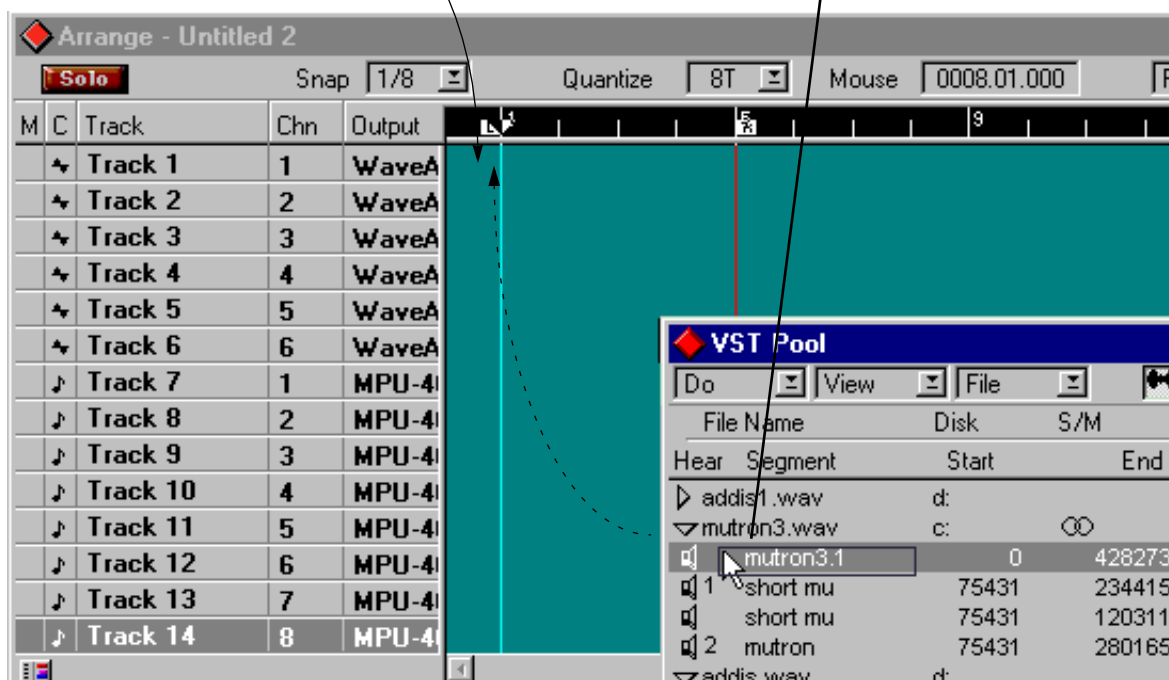 Arrange - Untitled 2
Solo Snap 1/8 Quantize 8T Mouse 0008.01.000
M C Track Chn Output 1 5 9
Track 1 1 WaveA
Track 2 2 WaveA
Track 3 3 WaveA
Track 4 4 WaveA
Track 5 5 WaveA
Track 6 6 WaveA
Track 7 1 MPU-4
Track 8 2 MPU-4
Track 9 3 MPU-4
Track 10 4 MPU-4
Track 11 5 MPU-4
Track 12 6 MPU-4
Track 13 7 MPU-4
Track 14 8 MPU-4
VST Pool
Do View File
File Name Disk S/M
Hear Segment Start End
addis1.wav d:
mutron3.wav c:
mutron3.1 0 428273
1 short mu 75431 234415
short mu 75431 120311
2 mutron 75431 280165
addis.wav d: